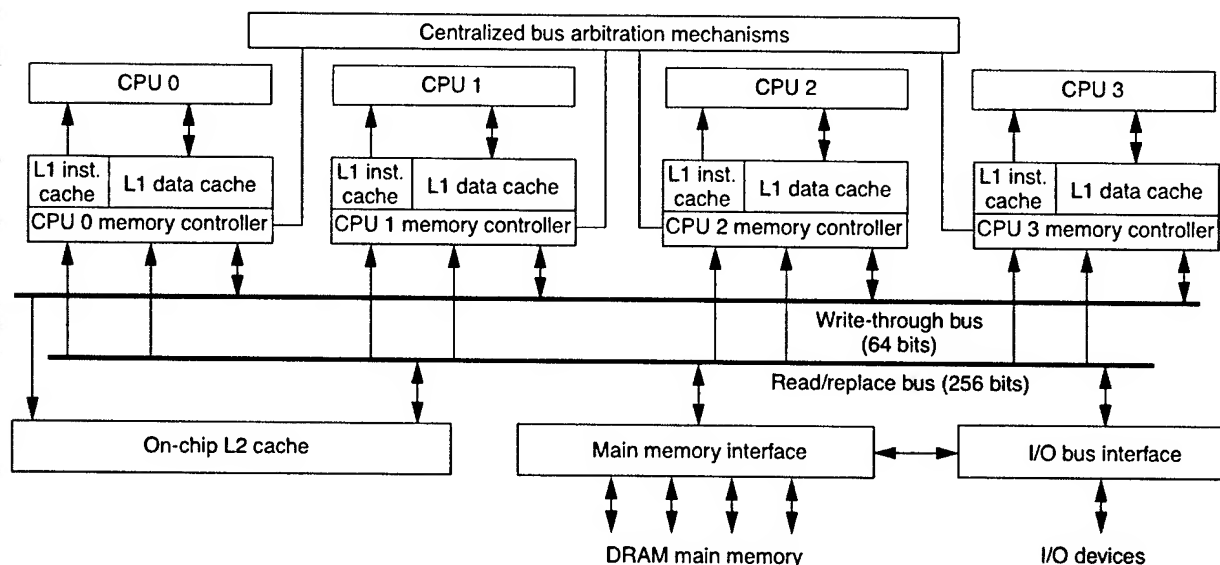 Centralized bus arbitration mechanisms
CPU 0
CPU 1
CPU 2
CPU 3
L1 inst.
cache
L1 data cache
CPU 0 memory controller
L1 inst.
cache
L1 data cache
CPU 1 memory controller
L1 inst.
cache
L1 data cache
CPU 2 memory controller
L1 inst.
cache
L1 data cache
CPU 3 memory controller
Write-through bus
(64 bits)
Read/replace bus (256 bits)
On-chip L2 cache
Main memory interface
I/O bus interface
DRAM main memory
I/O devices